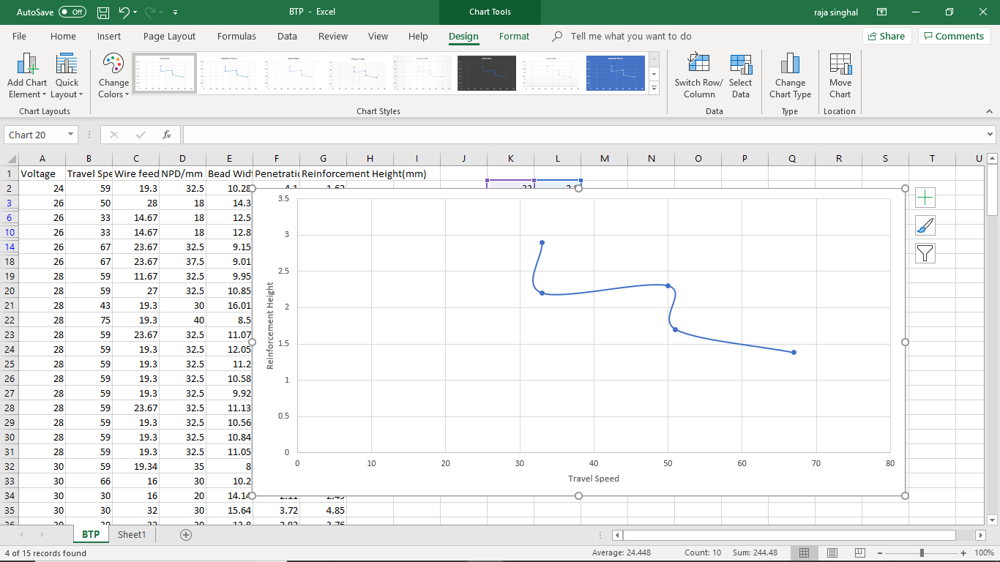 AutoSave Off BTP - Excel Chart Tools raja singhal
File Home Insert Page Layout Formulas Data Review View Help Design Format Tell me what you want to do Share Comments
Add Chart Element Quick Layout Change Colors Switch Row/ Column Select Data Change Chart Type Move Chart
Chart Layouts Chart Styles Data Type Location
Chart 20 fx
A B C D E F G H I J K L M N O P Q R S T U
1 Voltage Travel Spe Wire feed NPD/mm Bead Widt Penetratio Reinforcement Height(mm)
2 24 59 19.3 32.5 10.28 4.1 1.62 33
3 26 50 28 18 14.3
6 26 33 14.67 18 12.5
10 26 33 14.67 18 12.8
14 26 67 23.67 32.5 9.15
18 26 67 23.67 37.5 9.01
19 28 59 11.67 32.5 9.95
20 28 59 27 32.5 10.85
21 28 43 19.3 30 16.01
22 28 75 19.3 40 8.5
23 28 59 23.67 32.5 11.07
24 28 59 19.3 32.5 12.05
25 28 59 19.3 32.5 11.2
26 28 59 19.3 32.5 10.58
27 28 59 19.3 32.5 9.92
28 28 59 23.67 32.5 11.13
29 28 59 19.3 32.5 10.56
30 28 59 19.3 32.5 10.84
31 28 59 19.3 32.5 11.05
32 30 59 19.34 35 8
33 30 66 16 30 10.2
34 30 30 16 20 14.14 2.11 2.45
35 30 30 32 30 15.64 3.72 4.85
36 30 30 32 30 13.8 2.92 3.76
3.5
3
2.5
2
1.5
1
0.5
0
Reinforcement Height
0 10 20 30 40 50 60 70 80
Travel Speed
BTP Sheet1
4 of 15 records found Average: 24.448 Count: 10 Sum: 244.48 100%